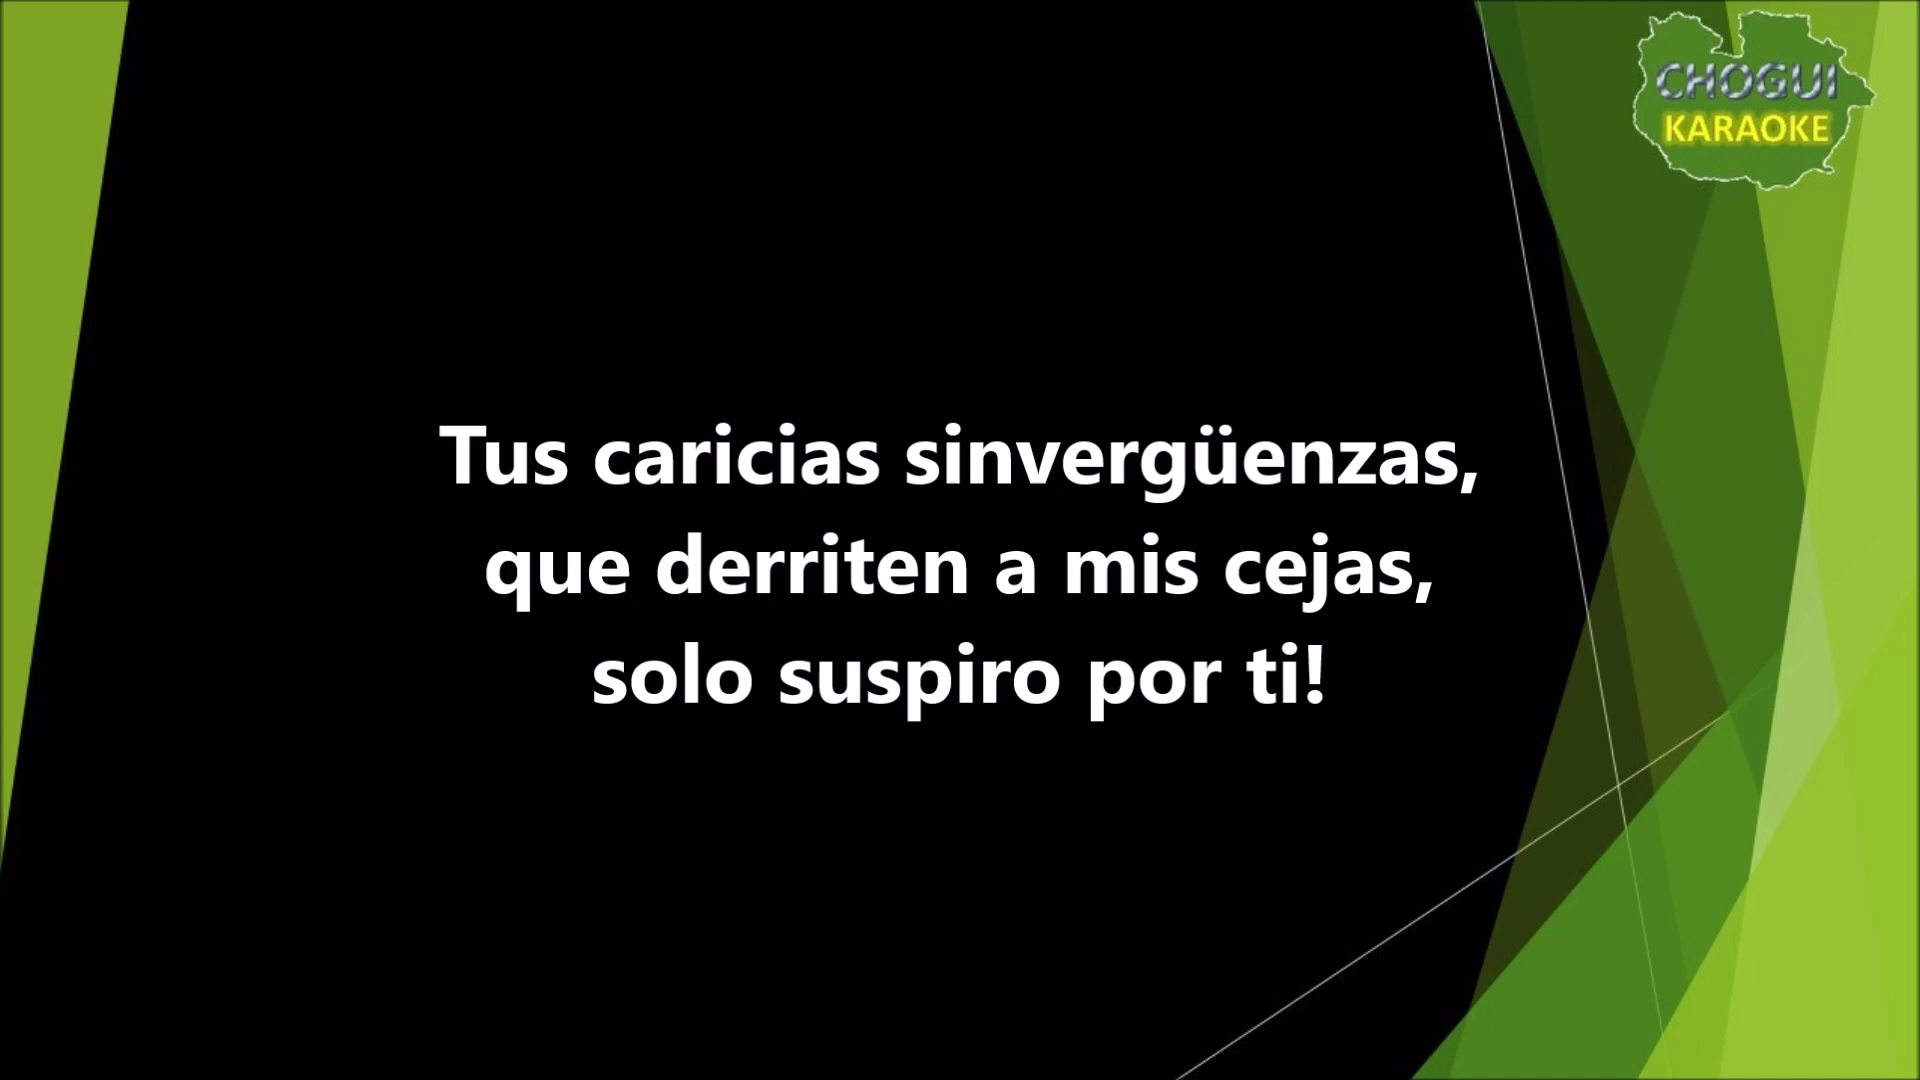 CHOGUI
KARAOKE
Tus caricias sinvergüenzas,
que derriten a mis cejas,
solo suspiro por ti!